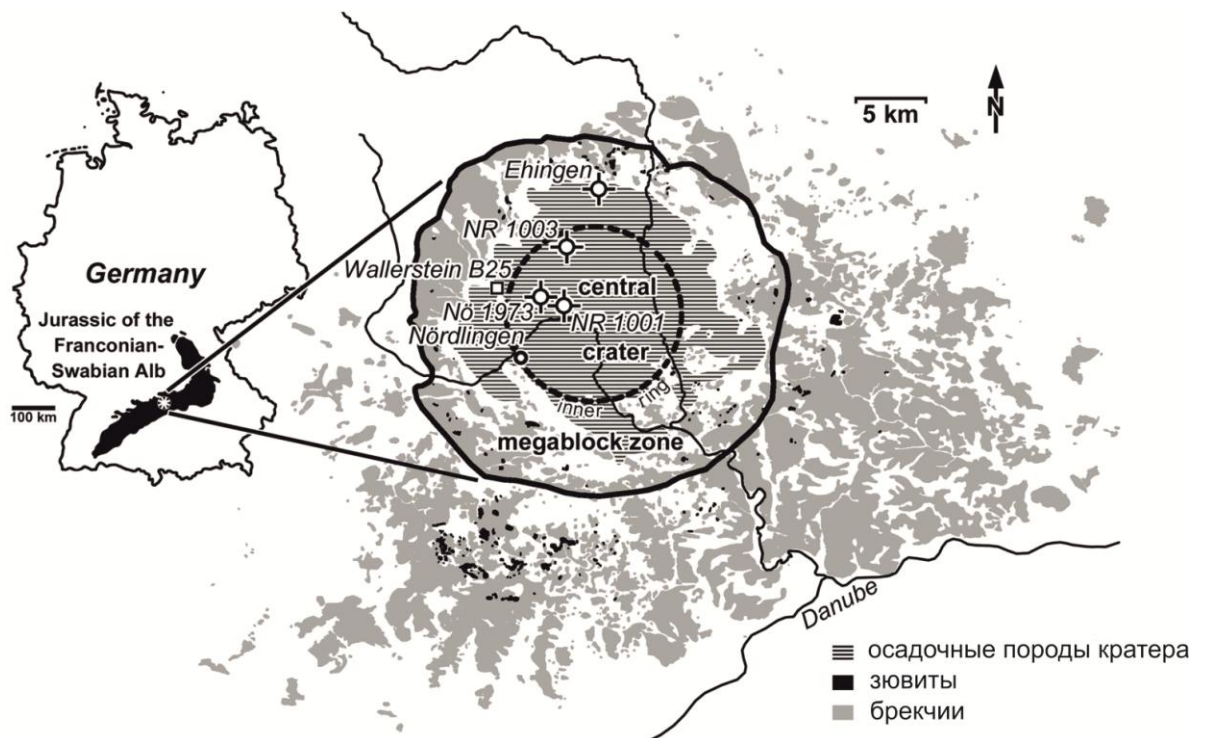 Germany
Jurassic of the
Franconian-
Swabian Alb
100 km
5 km
N
Ehingen
NR 1003
Wallerstein B25
central
Nö 1973
NR 1001
Nördlingen
crater
inner
ring
megablock zone
Danube
осадочные породы кратера
зювиты
брекчии